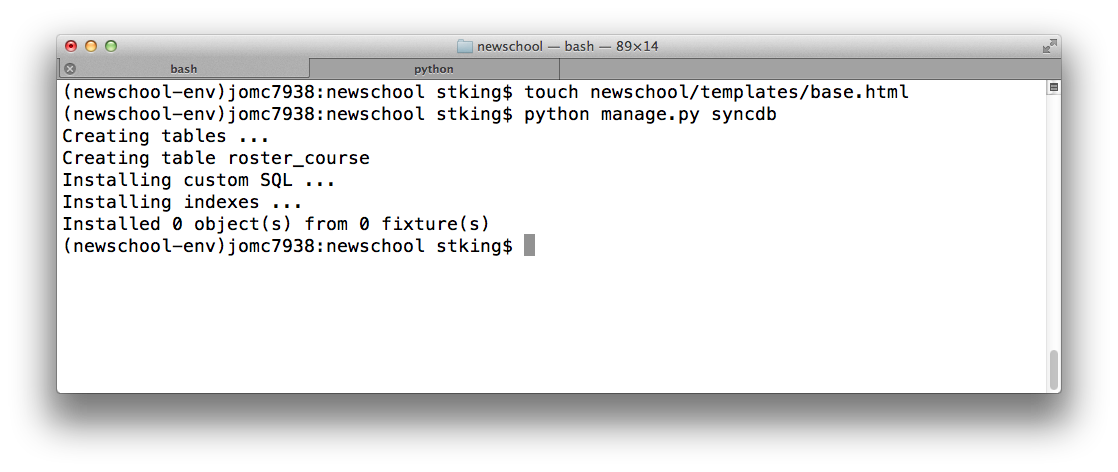 newschool — bash — 89×14
bash
python
(newschool-env)jomc7938:newschool stking$ touch newschool/templates/base.html
(newschool-env)jomc7938:newschool stking$ python manage.py syncdb
Creating tables ...
Creating table roster_course
Installing custom SQL ...
Installing indexes ...
Installed 0 object(s) from 0 fixture(s)
(newschool-env)jomc7938:newschool stking$